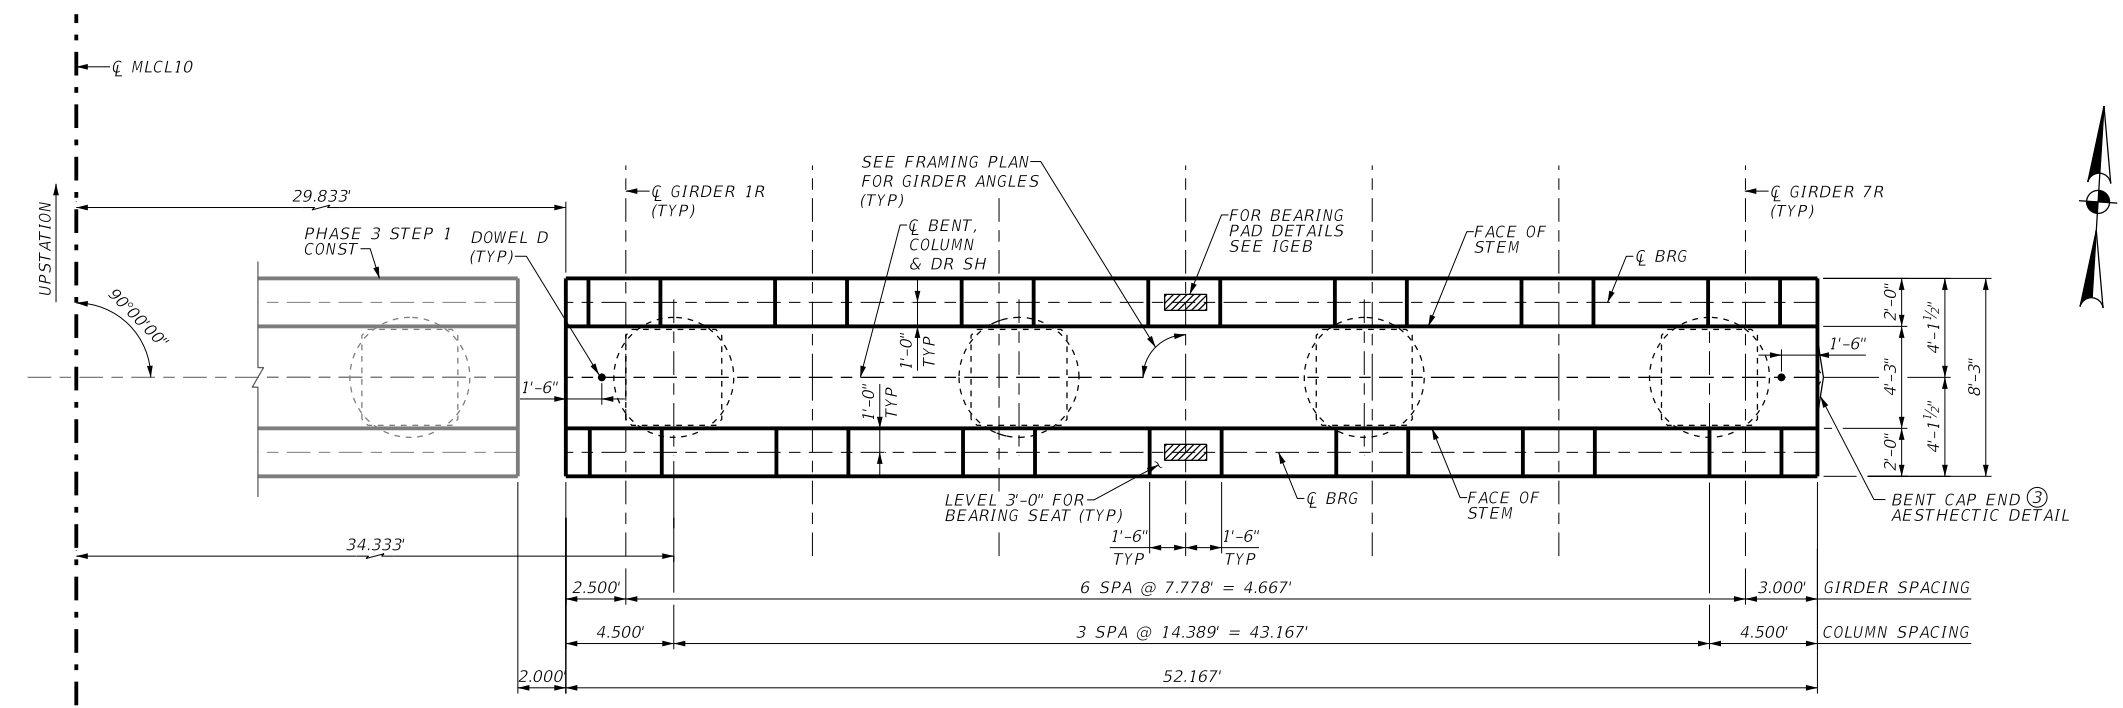 ℄ MLCL10
UPSTATION
29.833'
90°00'00"
PHASE 3 STEP 1
CONST
DOWEL D
(TYP)
℄ GIRDER 1R
(TYP)
SEE FRAMING PLAN
FOR GIRDER ANGLES
(TYP)
℄ BENT,
COLUMN
& DR SH
FOR BEARING
PAD DETAILS
SEE IGEB
FACE OF
STEM
℄ BRG
℄ GIRDER 7R
(TYP)
1'-0"
TYP
1'-0"
TYP
1'-6"
1'-6"
2'-0"
4'-3"
2'-0"
4'-1½"
4'-1½"
8'-3"
LEVEL 3'-0" FOR
BEARING SEAT (TYP)
℄ BRG
FACE OF
STEM
BENT CAP END 3
AESTHECTIC DETAIL
1'-6"
TYP
1'-6"
TYP
34.333'
2.500'
6 SPA @ 7.778' = 4.667'
3.000'
GIRDER SPACING
4.500'
3 SPA @ 14.389' = 43.167'
4.500'
COLUMN SPACING
2.000'
52.167'